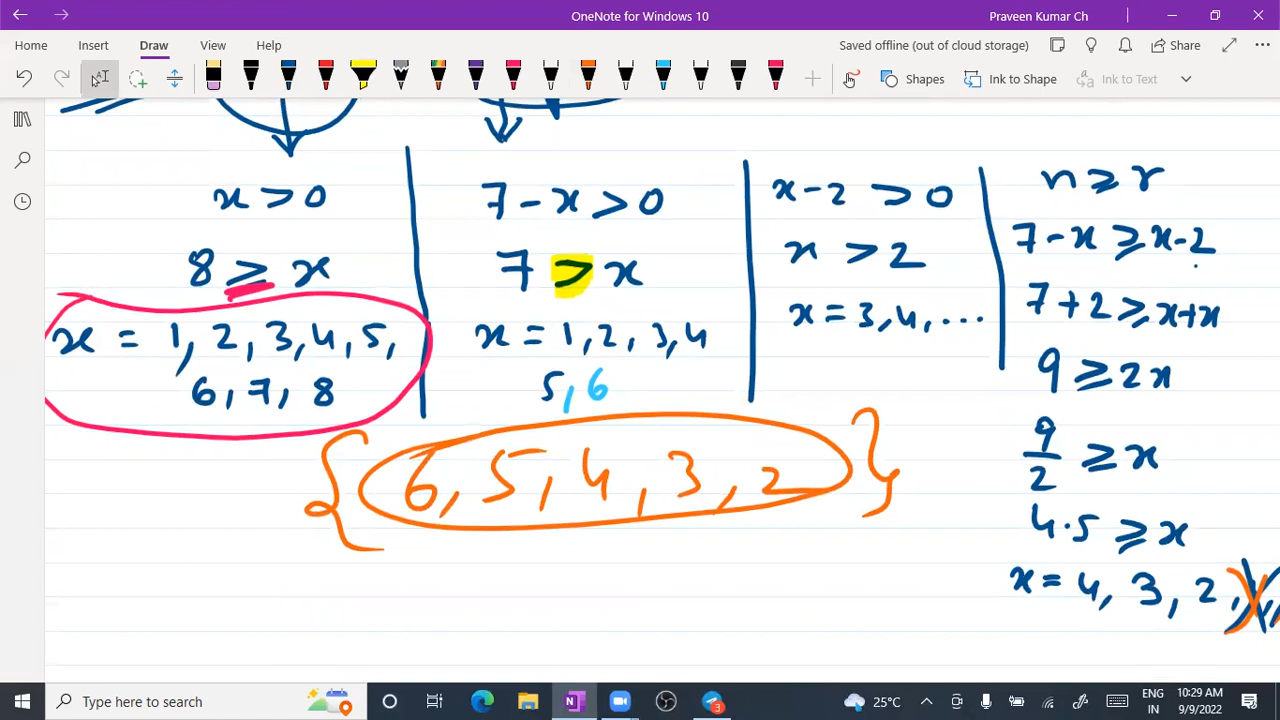 OneNote for Windows 10
Praveen Kumar Ch
Home Insert Draw View Help
Saved offline (out of cloud storage)
Share
Shapes
Ink to Shape
Ink to Text
x > 0
8 ≥ x
x = 1, 2, 3, 4, 5,
6, 7, 8
7 - x > 0
7 > x
x = 1, 2, 3, 4
5, 6
x - 2 > 0
x > 2
x = 3, 4, ...
n ≥ r
7 - x ≥ x - 2
7 + 2 ≥ x + x
9 ≥ 2x
9/2 ≥ x
4.5 ≥ x
x = 4, 3, 2,
{6, 5, 4, 3, 2}
Type here to search
3
25°C
ENG
IN
10:29 AM
9/9/2022